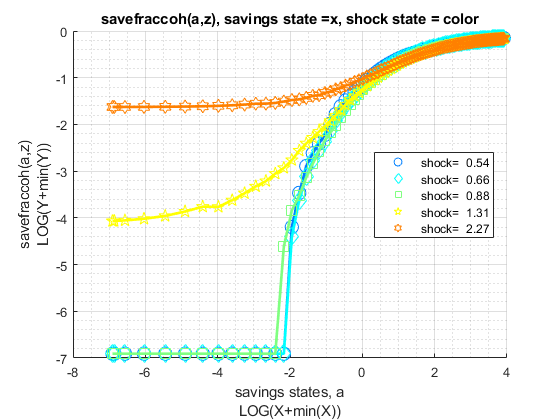 savefraccoh(a,z), savings state =x, shock state = color
savefraccoh(a,z)
LOG(Y+min(Y))
0
-1
-2
-3
-4
-5
-6
-7
shock= 0.54
shock= 0.66
shock= 0.88
shock= 1.31
shock= 2.27
-8
-6
-4
-2
0
2
4
savings states, a
LOG(X+min(X))